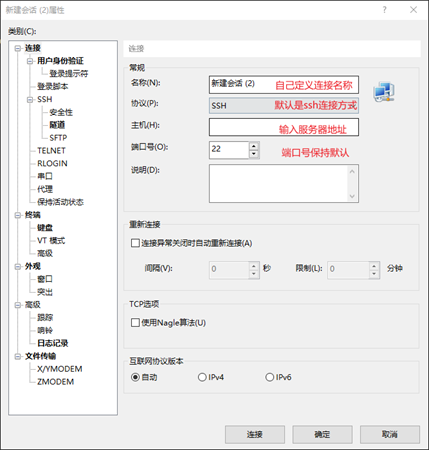 新建会话 (2)属性
类别(C):
连接
用户身份验证
登录提示符
登录脚本
SSH
安全性
隧道
SFTP
TELNET
RLOGIN
串口
代理
保持活动状态
终端
键盘
VT 模式
高级
外观
窗口
突出
高级
跟踪
响铃
日志记录
文件传输
X/YMODEM
ZMODEM
连接
常规
名称(N): 新建会话 (2) 自己定义连接名称
协议(P): SSH 默认是ssh连接方式
主机(H): 输入服务器地址
端口号(O): 22 端口号保持默认
说明(D):
重新连接
连接异常关闭时自动重新连接(A)
间隔(V): 0 秒 限制(L): 0 分钟
TCP选项
使用Nagle算法(U)
互联网协议版本
自动 IPv4 IPv6
连接 确定 取消